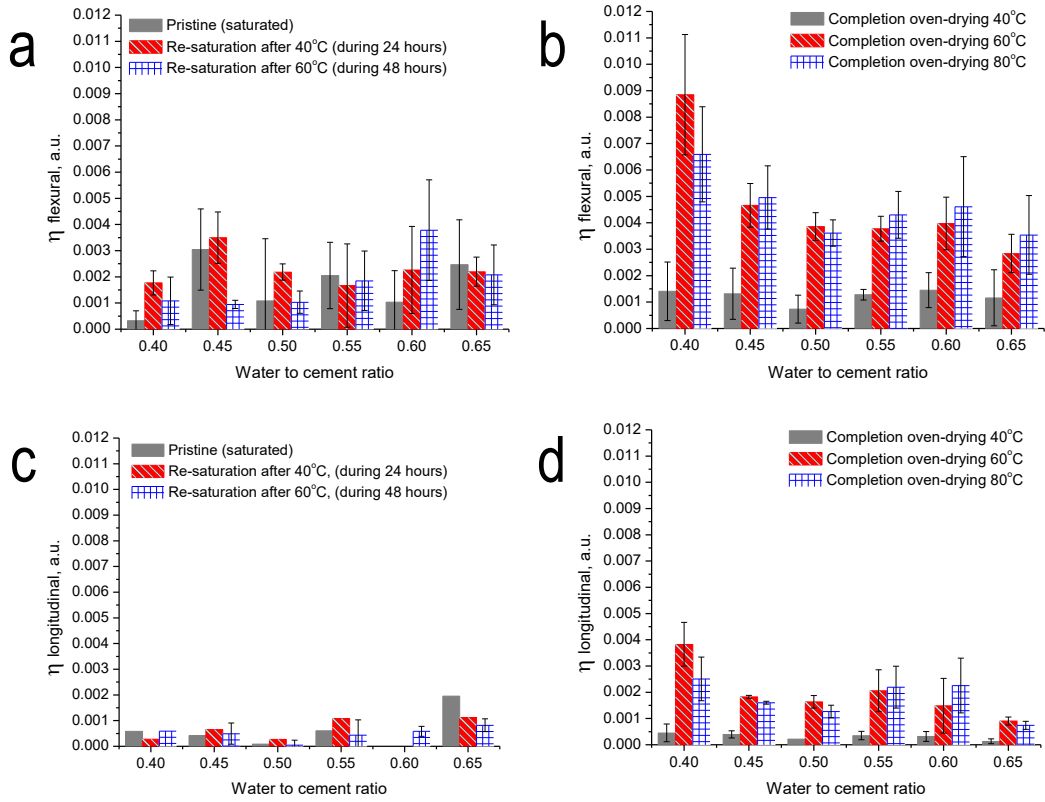 a
Pristine (saturated)
Re-saturation after 40°C (during 24 hours)
Re-saturation after 60°C (during 48 hours)
0.012
0.011
0.010
0.009
0.008
0.007
0.006
0.005
0.004
0.003
0.002
0.001
0.000
η flexural, a.u.
0.40 0.45 0.50 0.55 0.60 0.65
Water to cement ratio
b
Completion oven-drying 40°C
Completion oven-drying 60°C
Completion oven-drying 80°C
0.012
0.011
0.010
0.009
0.008
0.007
0.006
0.005
0.004
0.003
0.002
0.001
0.000
η flexural, a.u.
0.40 0.45 0.50 0.55 0.60 0.65
Water to cement ratio
c
Pristine (saturated)
Re-saturation after 40°C, (during 24 hours)
Re-saturation after 60°C, (during 48 hours)
0.012
0.011
0.010
0.009
0.008
0.007
0.006
0.005
0.004
0.003
0.002
0.001
0.000
η longitudinal, a.u.
0.40 0.45 0.50 0.55 0.60 0.65
Water to cement ratio
d
Completion oven-drying 40°C
Completion oven-drying 60°C
Completion oven-drying 80°C
0.012
0.011
0.010
0.009
0.008
0.007
0.006
0.005
0.004
0.003
0.002
0.001
0.000
η longitudinal, a.u.
0.40 0.45 0.50 0.55 0.60 0.65
Water to cement ratio